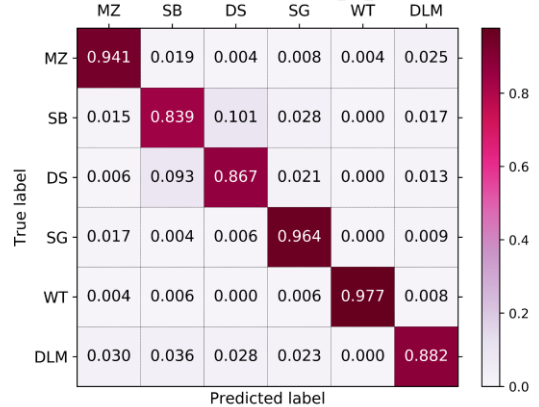 MZ SB DS SG WT DLM
MZ 0.941 0.019 0.004 0.008 0.004 0.025
SB 0.015 0.839 0.101 0.028 0.000 0.017
DS 0.006 0.093 0.867 0.021 0.000 0.013
SG 0.017 0.004 0.006 0.964 0.000 0.009
WT 0.004 0.006 0.000 0.006 0.977 0.008
DLM 0.030 0.036 0.028 0.023 0.000 0.882
True label
Predicted label
0.8
0.6
0.4
0.2
0.0